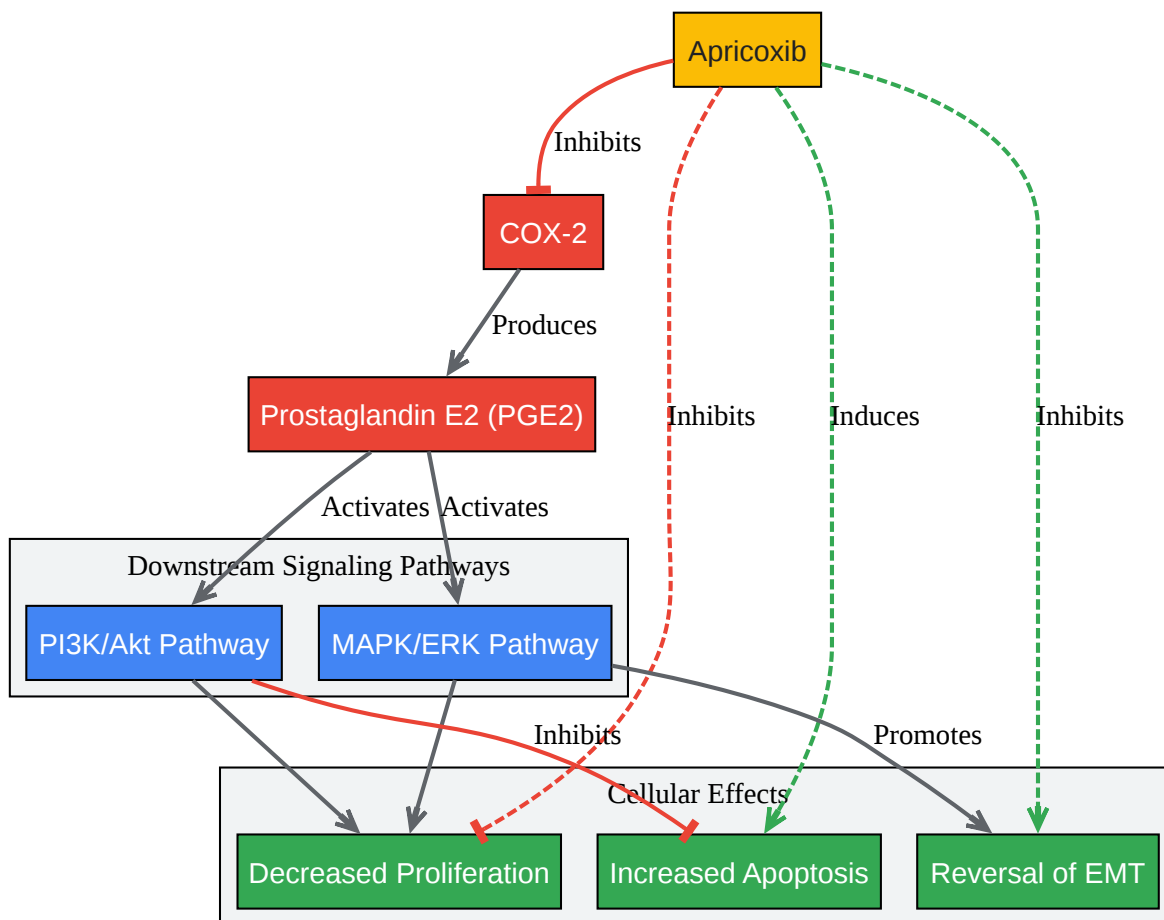 Apricoxib
Inhibits
COX-2
Produces
Prostaglandin E2 (PGE2)
Inhibits
Induces
Inhibits
Activates
Activates
Downstream Signaling Pathways
PI3K/Akt Pathway
MAPK/ERK Pathway
Inhibits
Promotes
Cellular Effects
Decreased Proliferation
Increased Apoptosis
Reversal of EMT